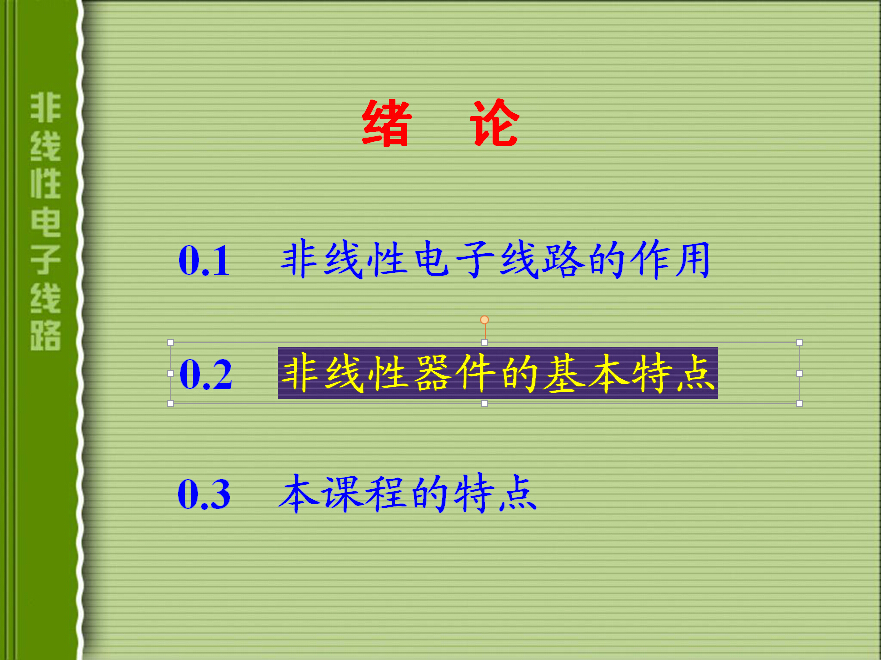 非线性电子线路
绪 论
0.1 非线性电子线路的作用
0.2 非线性器件的基本特点
0.3 本课程的特点